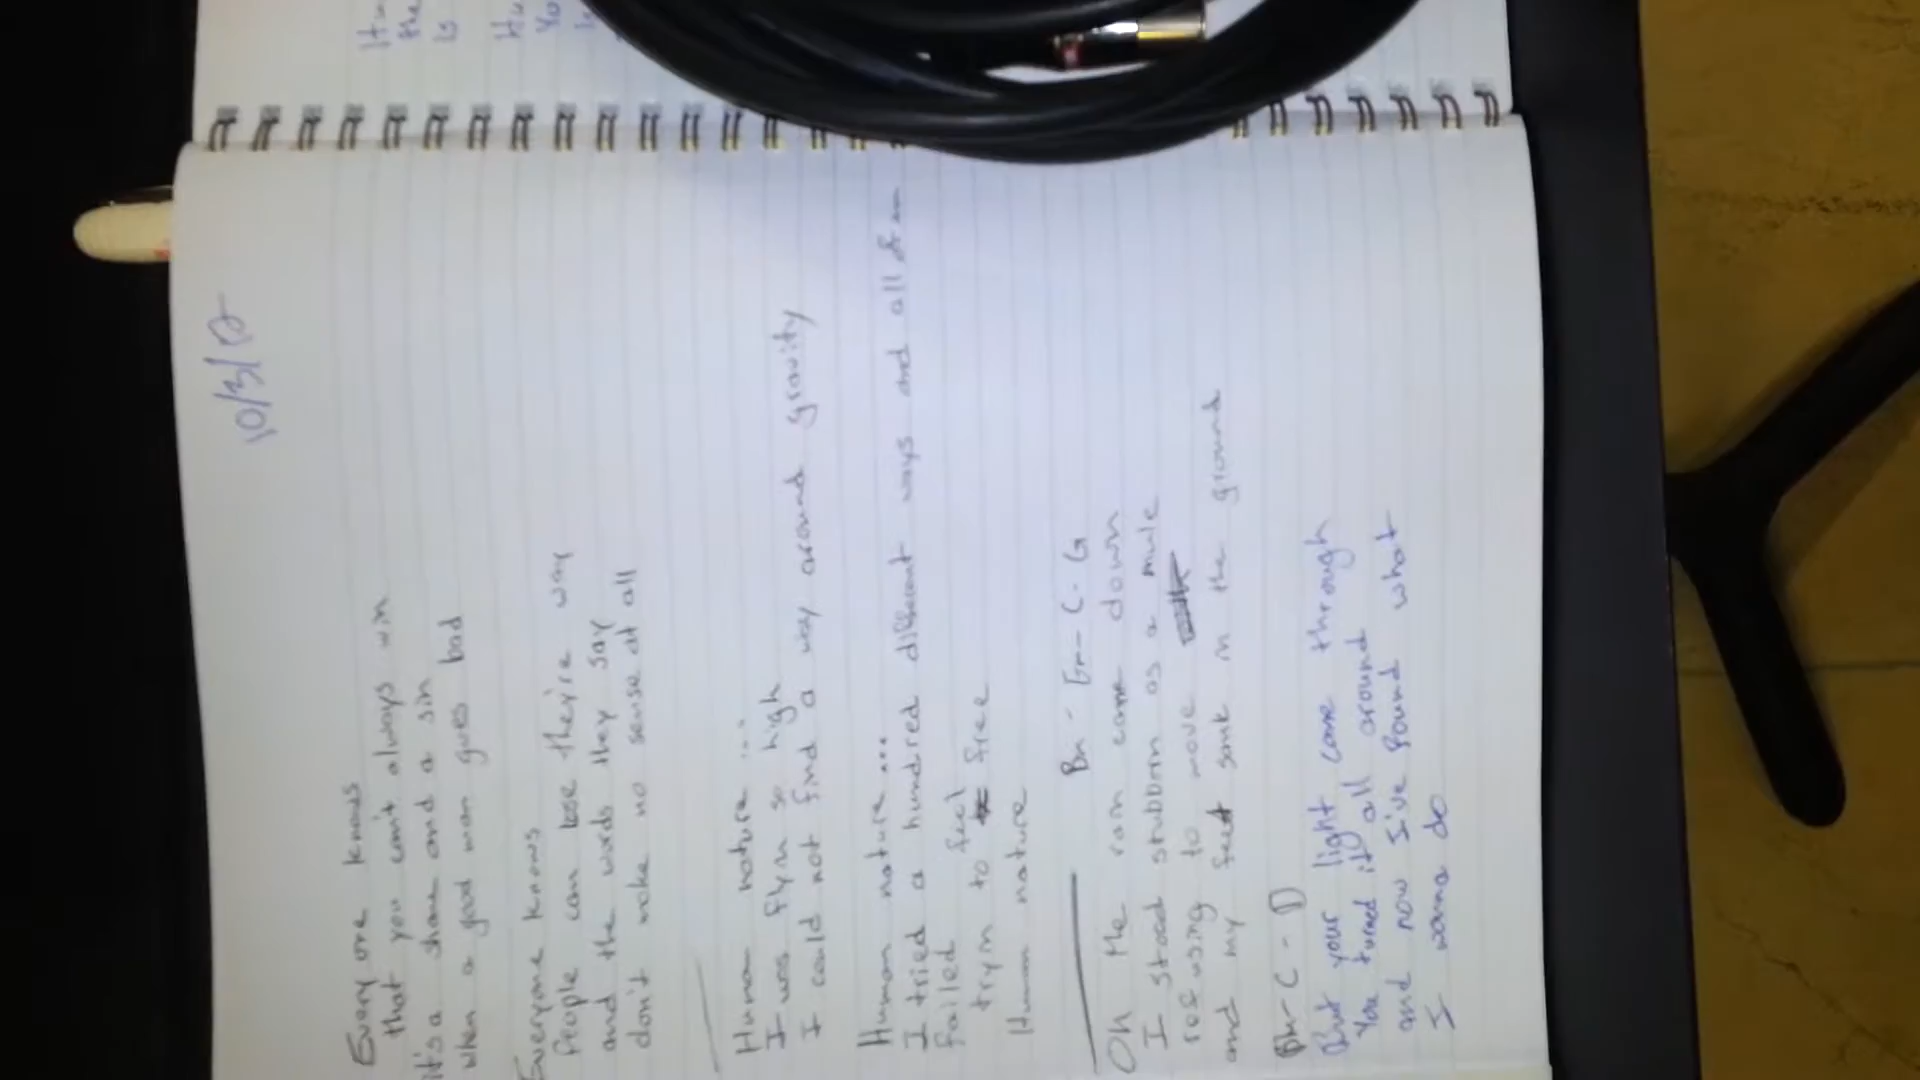 10/3/12
Every one knows
that you can't always win
it's a shame and a sin
when a good man goes bad
Everyone knows
People can lose they're way
and the words they say
don't make no sense at all
Human nature ....
I was flyin so high
I could not find a way around gravity
Human nature...
I tried a hundred different ways and all of em
failed
tryin to feel free
Human nature
Bm - Em - C - G
Oh the rain came down
I stood stubborn as a mule
refusing to move
and my feet sank in the ground
Bm - C - D
But your light came through
You turned it all around
and now I've found what
I wanna do